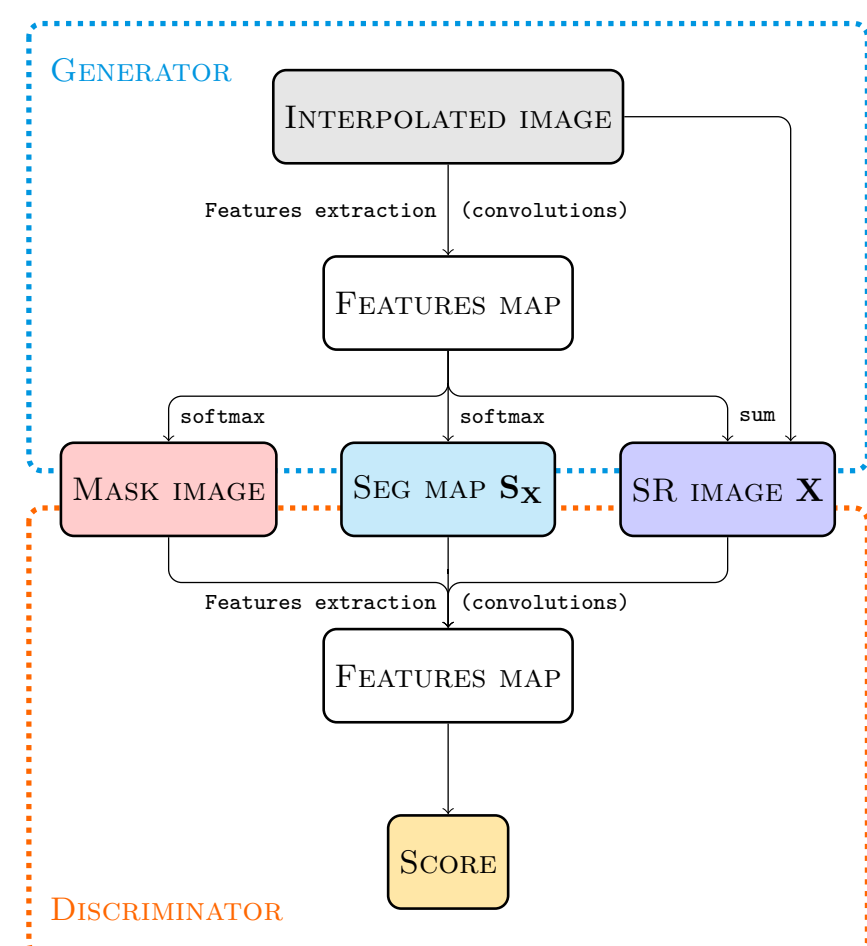 Generator
Interpolated image
Features extraction (convolutions)
Features map
softmax softmax sum
Mask image Seg map S_X SR image X
Features extraction (convolutions)
Features map
Score
Discriminator